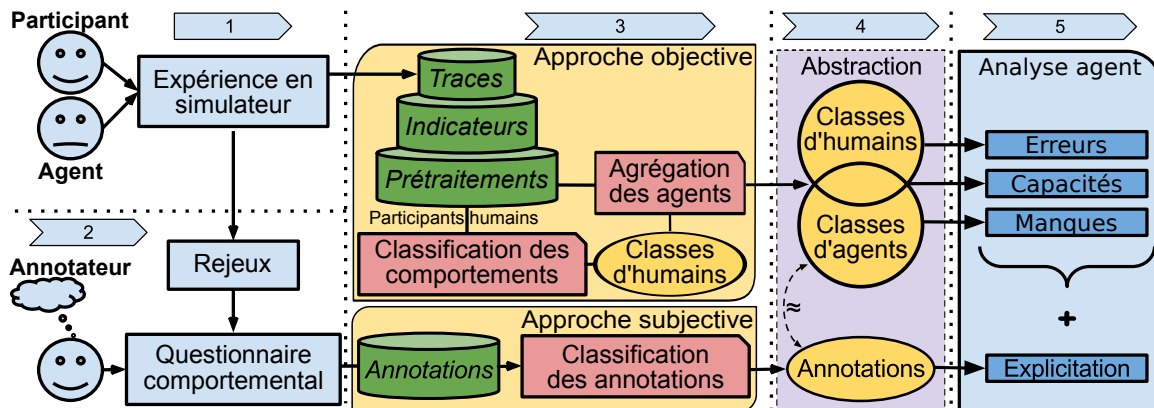 Participant
1
Expérience en
simulateur
Agent
2
Annotateur
Rejeux
Questionnaire
comportemental
3
Approche objective
Traces
Indicateurs
Prétraitements
Agrégation
des agents
Participants humains
Classification des
comportements
Classes
d'humains
Approche subjective
Annotations
Classification
des annotations
4
Abstraction
Classes
d'humains
Classes
d'agents
≈
Annotations
5
Analyse agent
Erreurs
Capacités
Manques
+
Explicitation